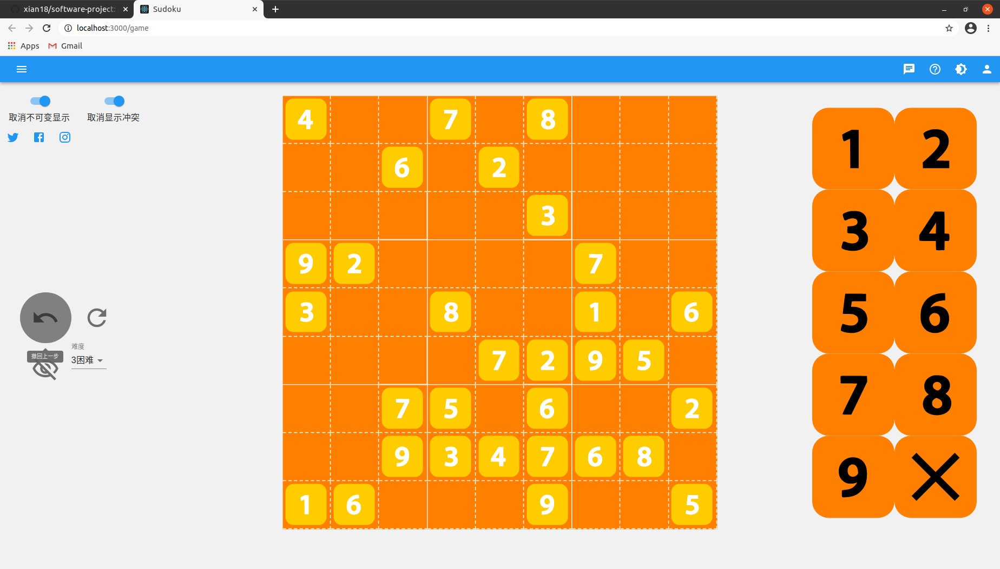 xian18/software-project:
Sudoku
localhost:3000/game
Apps
Gmail
取消不可变显示
取消显示冲突
4 7 8
6 2
3
9 2 7
3 8 1 6
7 2 9 5
7 5 6 2
9 3 4 7 6 8
1 6 9 5
难度
撤回上一步
3困难
1 2
3 4
5 6
7 8
9